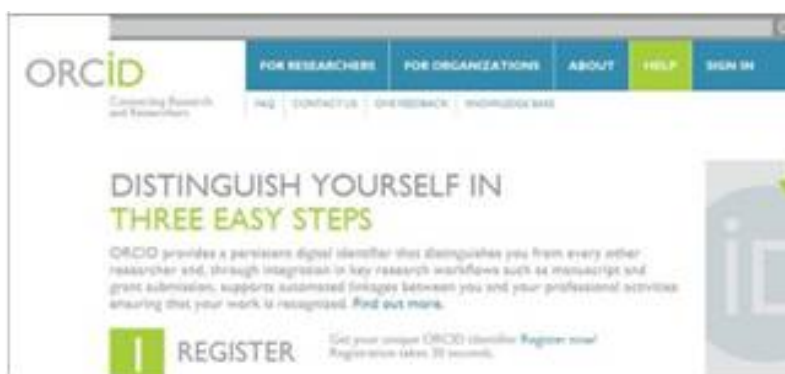 ORCiD
Connecting Research
and Researchers
FOR RESEARCHERS
FOR ORGANIZATIONS
ABOUT
HELP
SIGN IN
FAQ
CONTACT US
GIVE FEEDBACK
KNOWLEDGE BASE
DISTINGUISH YOURSELF IN
THREE EASY STEPS
ORCID provides a persistent digital identifier that distinguishes you from every other
researcher and, through integration in key research workflows such as manuscript and
grant submission, supports automated linkages between you and your professional activities
ensuring that your work is recognized. Find out more.
1
REGISTER
Get your unique ORCID identifier Register now!
Registration takes 30 seconds.
iD